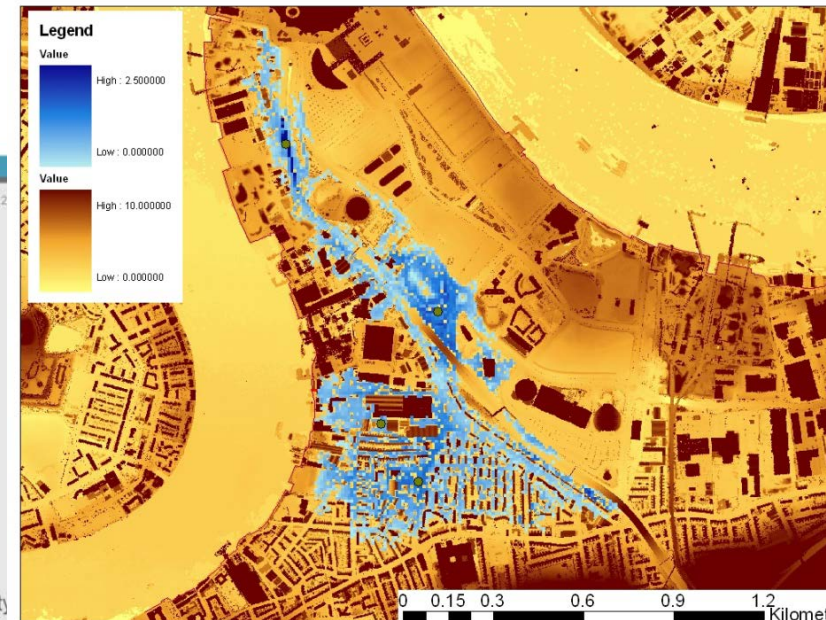 Legend
Value
High : 2.500000
Low : 0.000000
Value
High : 10.000000
Low : 0.000000
0 0.15 0.3 0.6 0.9 1.2
Kilomet